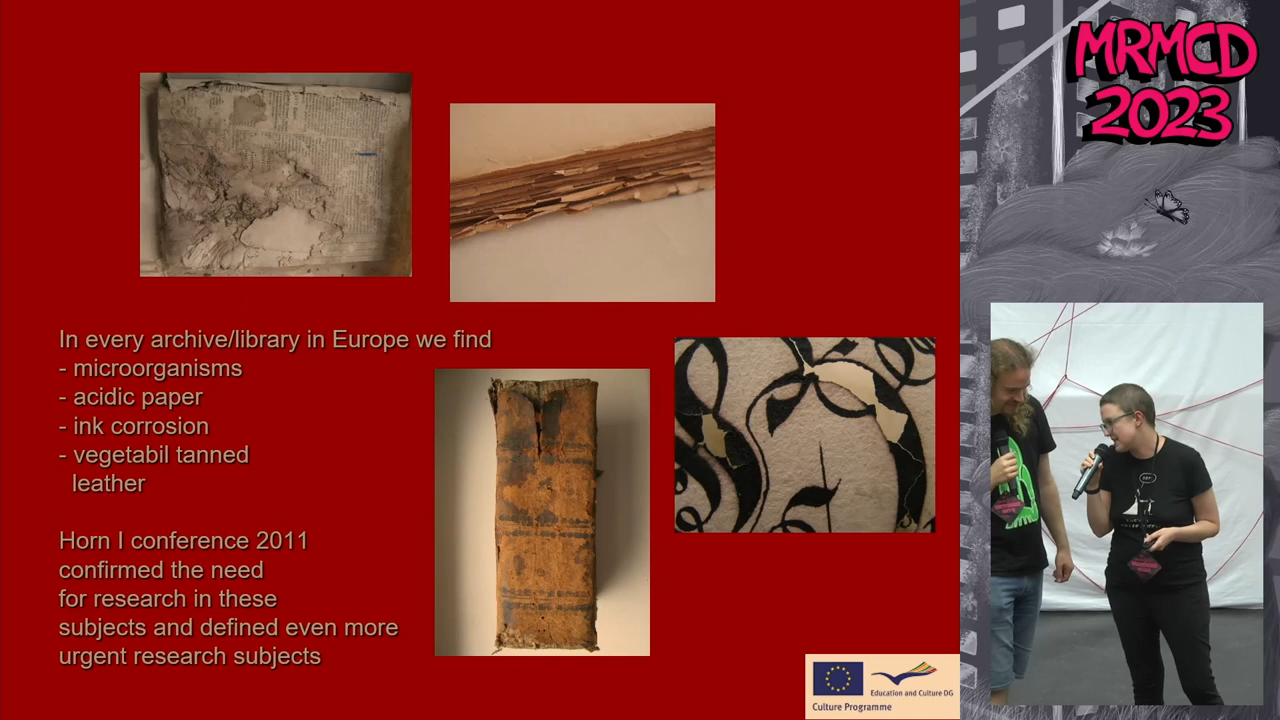 In every archive/library in Europe we find
- microorganisms
- acidic paper
- ink corrosion
- vegetabil tanned
leather
Horn I conference 2011
confirmed the need
for research in these
subjects and defined even more
urgent research subjects
Education and Culture DG
Culture Programme
MRMCD
2023